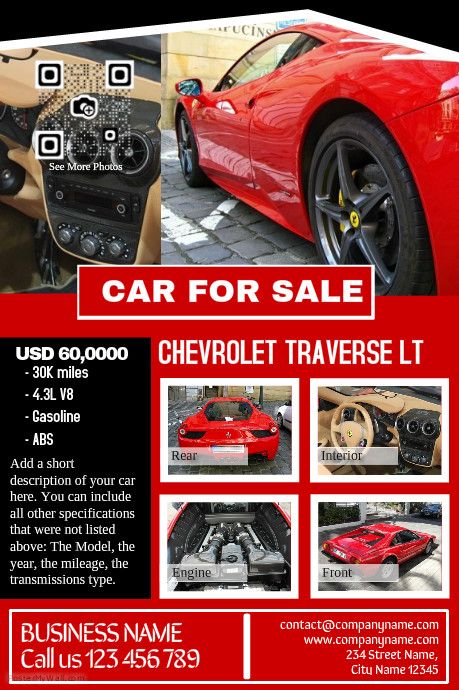 CAPUCÍNS
See More Photos
CAR FOR SALE
USD 60,0000
- 30K miles
- 4.3L V8
- Gasoline
- ABS
Add a short
description of your car
here. You can include
all other specifications
that were not listed
above: The Model, the
year, the mileage, the
transmissions type.
CHEVROLET TRAVERSE LT
Rear
Interior
Engine
Front
BUSINESS NAME
Call us 123 456 789
contact@companyname.com
www.companyname.com
234 Street Name,
City Name 12345
PosterMyWall.com